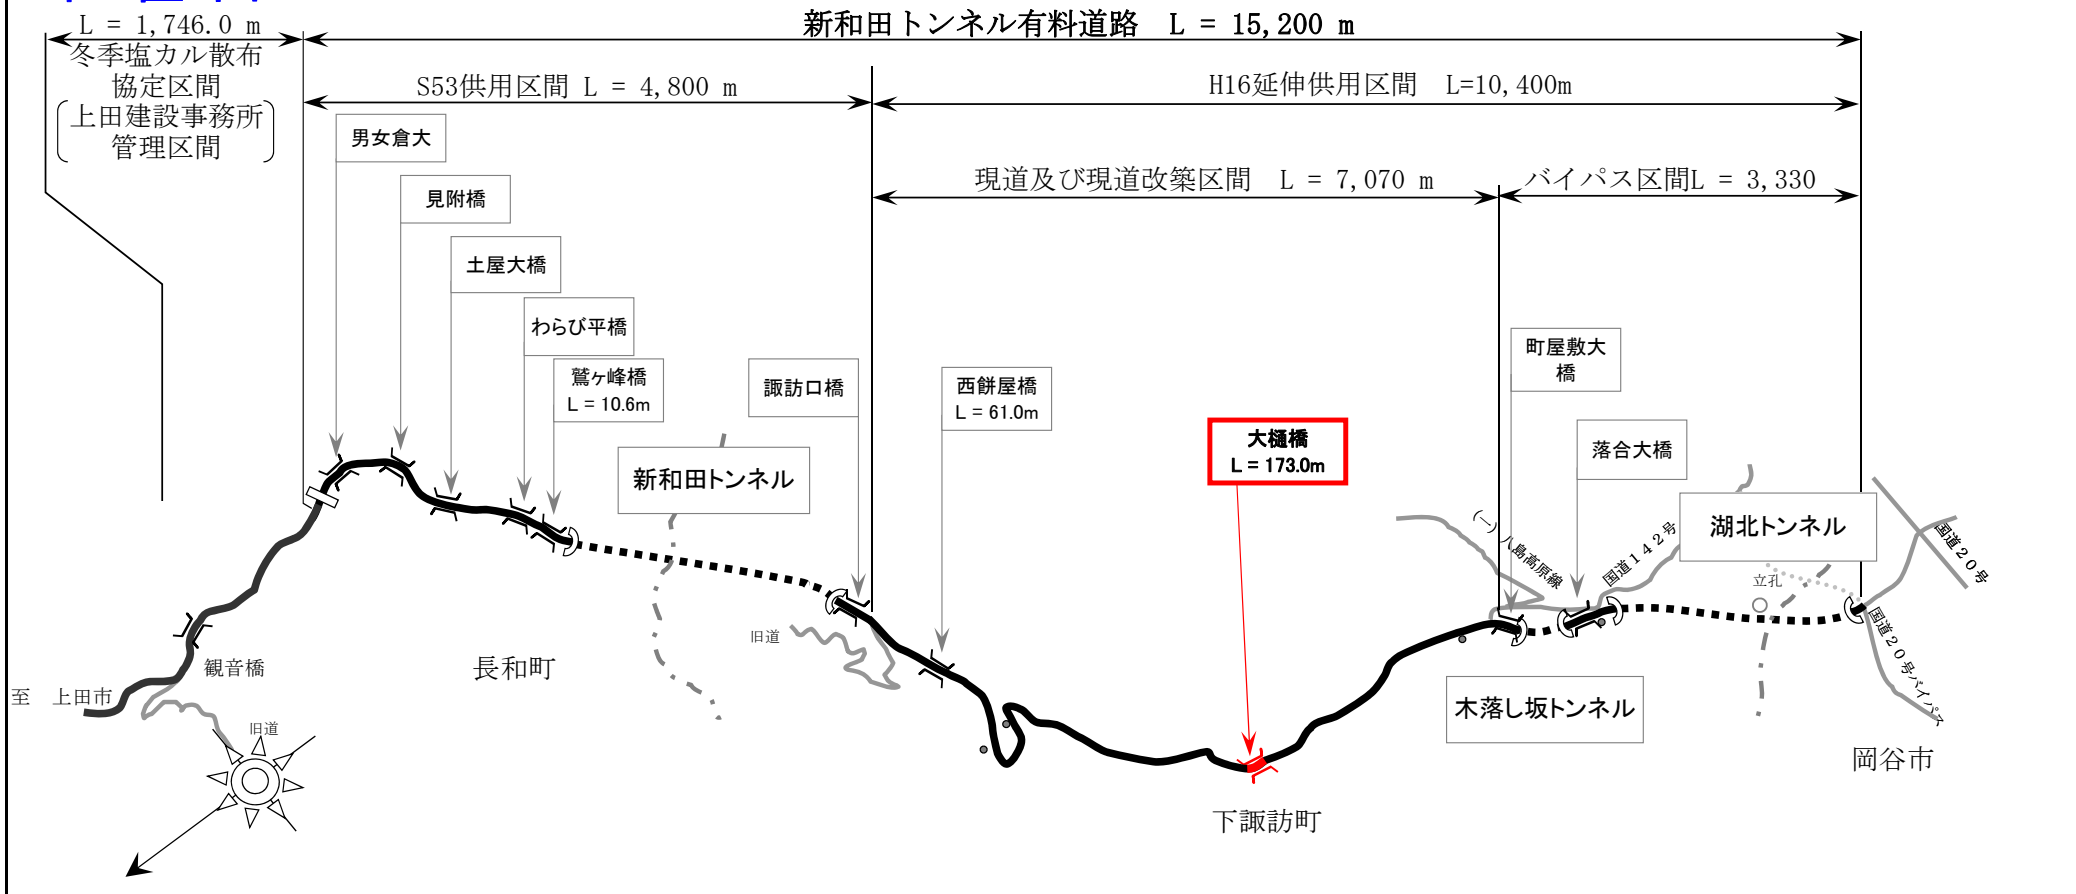 L = 1,746.0 m
冬季塩カル散布
協定区間
上田建設事務所
管理区間
新和田トンネル有料道路 L = 15,200 m
S53供用区間 L = 4,800 m
H16延伸供用区間 L=10,400m
現道及び現道改築区間 L = 7,070 m
バイパス区間L = 3,330
男女倉大
見附橋
土屋大橋
わらび平橋
鷲ヶ峰橋
L = 10.6m
新和田トンネル
諏訪口橋
西餅屋橋
L = 61.0m
大樋橋
L = 173.0m
町屋敷大
橋
落合大橋
湖北トンネル
(一)八島高原線
国道142号
国道20号
立孔
国道20号バイパス
旧道
観音橋
長和町
至 上田市
旧道
木落し坂トンネル
岡谷市
下諏訪町